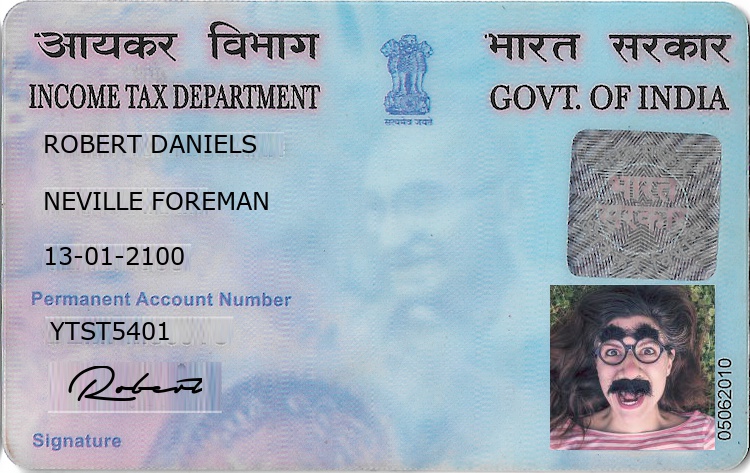 आयकर विभाग
भारत सरकार
INCOME TAX DEPARTMENT
GOVT. OF INDIA
सत्यमेव जयते
ROBERT DANIELS
भारत
सरकार
NEVILLE FOREMAN
13-01-2100
Permanent Account Number
YTST5401
Robert
Signature
05062010